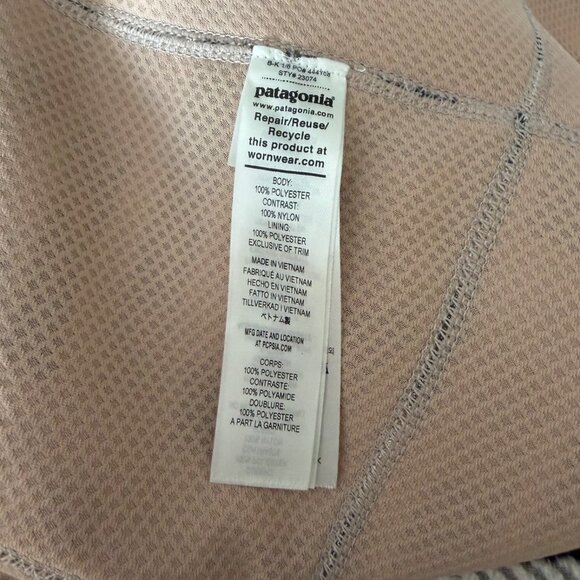 STY# 23074
patagonia®
www.patagonia.com
Repair/Reuse/
Recycle
this product at
wornwear.com
BODY:
100% POLYESTER
CONTRAST:
100% NYLON
LINING:
100% POLYESTER
EXCLUSIVE OF TRIM
MADE IN VIETNAM
FABRIQUÉ AU VIETNAM
HECHO EN VIETNAM
FATTO IN VIETNAM
TILLVERKAD I VIETNAM
ベトナム製
MFG DATE AND LOCATION
AT PCPSIA.COM
CORPS:
100% POLYESTER
CONTRASTE:
100% POLYAMIDE
DOUBLURE:
100% POLYESTER
A PART LA GARNITURE